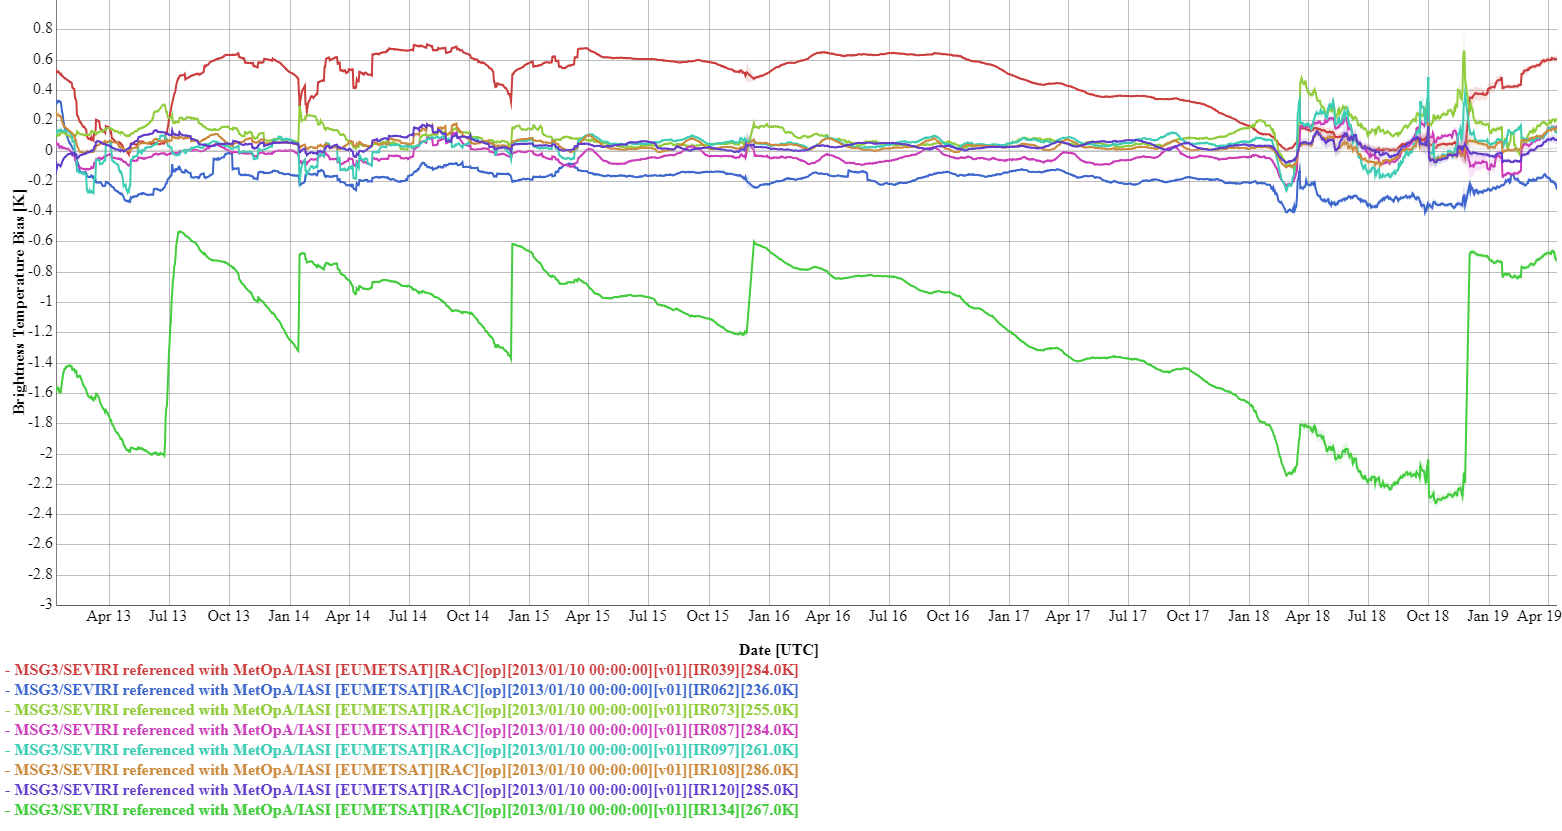 0.8
0.6
0.4
0.2
0
-0.2
-0.4
-0.6
-0.8
-1
-1.2
-1.4
-1.6
-1.8
-2
-2.2
-2.4
-2.6
-2.8
-3
Brightness Temperature Bias [K]
Apr 13 Jul 13 Oct 13 Jan 14 Apr 14 Jul 14 Oct 14 Jan 15 Apr 15 Jul 15 Oct 15 Jan 16 Apr 16 Jul 16 Oct 16 Jan 17 Apr 17 Jul 17 Oct 17 Jan 18 Apr 18 Jul 18 Oct 18 Jan 19 Apr 19
Date [UTC]
- MSG3/SEVIRI referenced with MetOpA/IASI [EUMETSAT][RAC][op][2013/01/10 00:00:00][v01][IR039][284.0K]
- MSG3/SEVIRI referenced with MetOpA/IASI [EUMETSAT][RAC][op][2013/01/10 00:00:00][v01][IR062][236.0K]
- MSG3/SEVIRI referenced with MetOpA/IASI [EUMETSAT][RAC][op][2013/01/10 00:00:00][v01][IR073][255.0K]
- MSG3/SEVIRI referenced with MetOpA/IASI [EUMETSAT][RAC][op][2013/01/10 00:00:00][v01][IR087][284.0K]
- MSG3/SEVIRI referenced with MetOpA/IASI [EUMETSAT][RAC][op][2013/01/10 00:00:00][v01][IR097][261.0K]
- MSG3/SEVIRI referenced with MetOpA/IASI [EUMETSAT][RAC][op][2013/01/10 00:00:00][v01][IR108][286.0K]
- MSG3/SEVIRI referenced with MetOpA/IASI [EUMETSAT][RAC][op][2013/01/10 00:00:00][v01][IR120][285.0K]
- MSG3/SEVIRI referenced with MetOpA/IASI [EUMETSAT][RAC][op][2013/01/10 00:00:00][v01][IR134][267.0K]